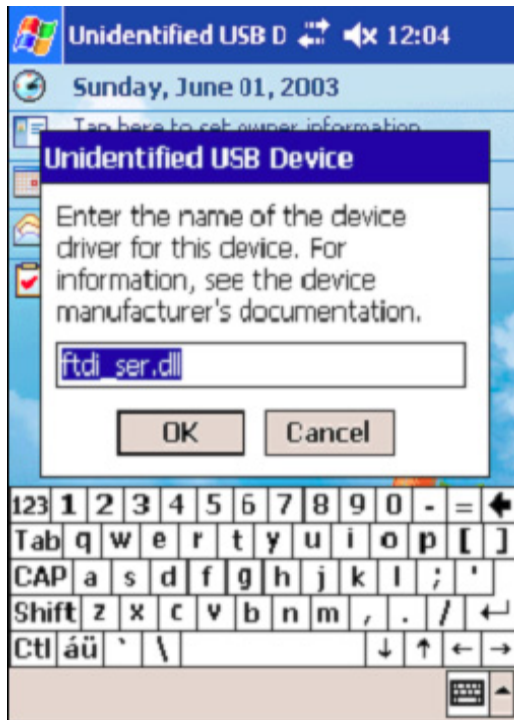 Unidentified USB D 12:04
Sunday, June 01, 2003
Tap here to set owner information
Unidentified USB Device
Enter the name of the device
driver for this device. For
information, see the device
manufacturer's documentation.
ftdi_ser.dll
OK Cancel
123 1 2 3 4 5 6 7 8 9 0 - =
Tab q w e r t y u i o p [ ]
CAP a s d f g h j k l ; '
Shift z x c v b n m , . /
Ctl áü ` \